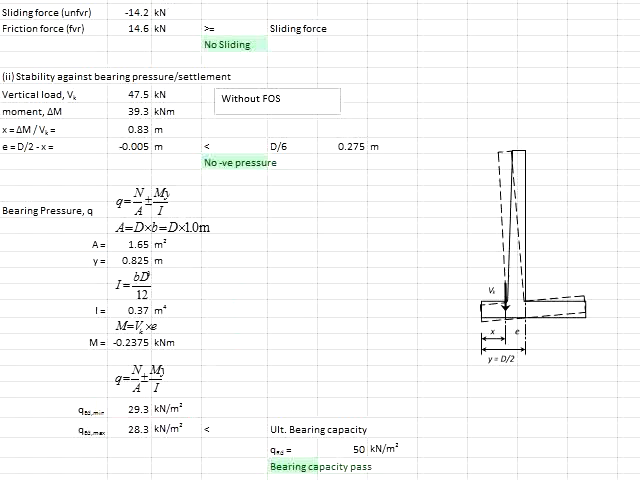 Sliding force (unfvr) -14.2 kN
Friction force (fvr) 14.6 kN >= Sliding force
No Sliding
(ii) Stability against bearing pressure/settlement
Vertical load, Vₖ 47.5 kN Without FOS
moment, ΔM 39.3 kNm
x = ΔM / Vₖ = 0.83 m
e = D/2 - x = -0.005 m < D/6 0.275 m
No -ve pressure
Bearing Pressure, q q=N/A±My/I
A=D×b=D×1.0m
A = 1.65 m²
y = 0.825 m
I=bD³/12
I = 0.37 m⁴
M=Vₖ×e
M = -0.2375 kNm
q=N/A±My/I
qEd,min 29.3 kN/m²
qEd,max 28.3 kN/m² < Ult. Bearing capacity
qRd = 50 kN/m²
Bearing capacity pass
Vₖ
x e
y = D/2